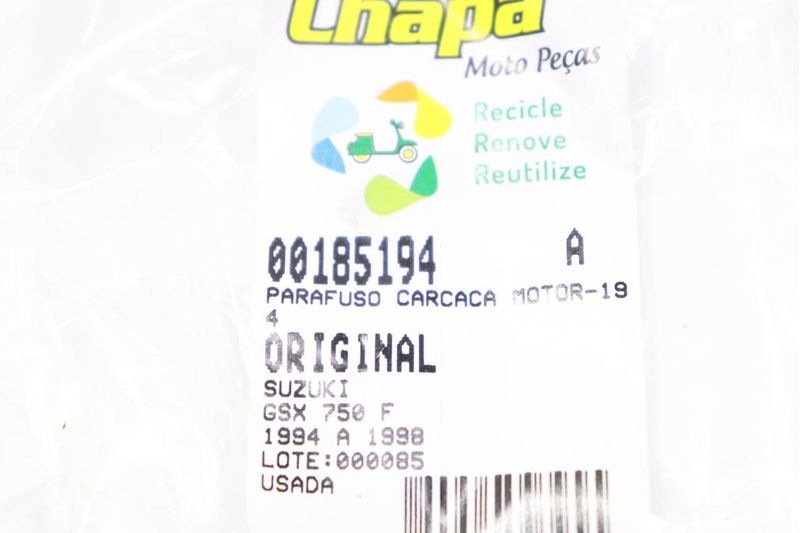 Chapa
Moto Peças
Recicle
Renove
Reutilize
00185194 A
PARAFUSO CARCACA MOTOR-19
4
ORIGINAL
SUZUKI
GSX 750 F
1994 A 1998
LOTE:000085
USADA